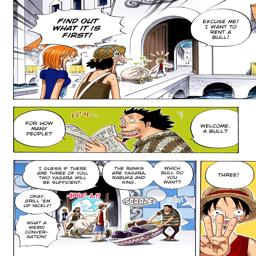 FIND OUT
WHAT IT IS
FIRST!
EXCUSE ME! I
WANT TO
RENT A
BULL!
FOR HOW
MANY
PEOPLE?
WELCOME.
A BULL?
I GUESS IF THERE
ARE THREE OF YOU,
TWO YAGARA
WILL BE
SUFFICIENT.
THE RANKS
ARE YAGARA,
RABUKA AND
KING.
WHICH BULL
DO YOU
WANT?
THREE!
OKAY
GRILL 'EM
UP NICELY!
WHAT A
WEIRD
CONVER-
SATION!